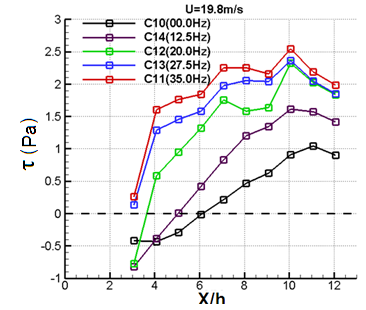 U=19.8m/s
C10(00.0Hz)
C14(12.5Hz)
C12(20.0Hz)
C13(27.5Hz)
C11(35.0Hz)
τ (Pa)
3
2.5
2
1.5
1
0.5
0
-0.5
-1
0 2 4 6 8 10 12
X/h